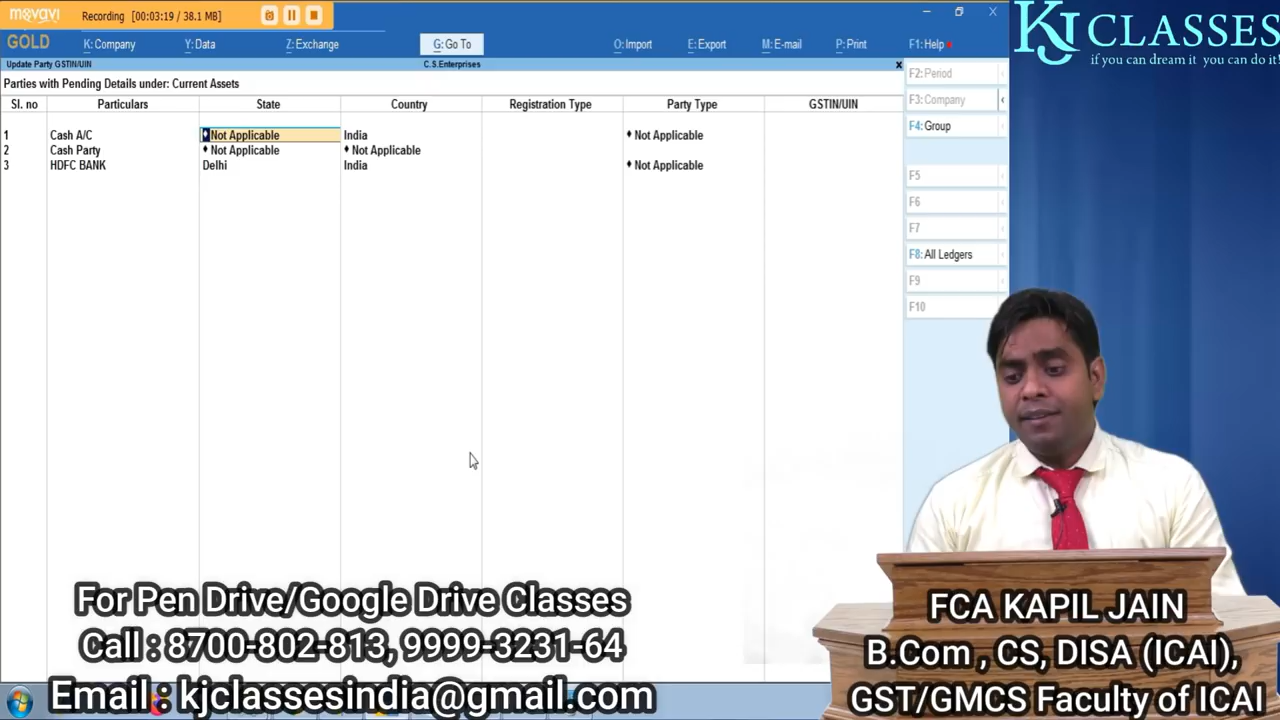 movavi
Recording [00:03:19 / 38.1 MB]
GOLD
K: Company
Y: Data
Z: Exchange
G: Go To
O: Import
E: Export
M: E-mail
P: Print
F1: Help
Update Party GSTIN/UIN
C.S.Enterprises
Parties with Pending Details under: Current Assets
Sl. no Particulars State Country Registration Type Party Type GSTIN/UIN
1 Cash A/C ♦ Not Applicable India ♦ Not Applicable
2 Cash Party ♦ Not Applicable ♦ Not Applicable
3 HDFC BANK Delhi India ♦ Not Applicable
F2: Period
F3: Company
F4: Group
F5
F6
F7
F8: All Ledgers
F9
F10
KJ CLASSES
if you can dream it you can do it!
For Pen Drive/Google Drive Classes
Call : 8700-802-813, 9999-3231-64
Email : kjclassesindia@gmail.com
FCA KAPIL JAIN
B.Com , CS, DISA (ICAI),
GST/GMCS Faculty of ICAI